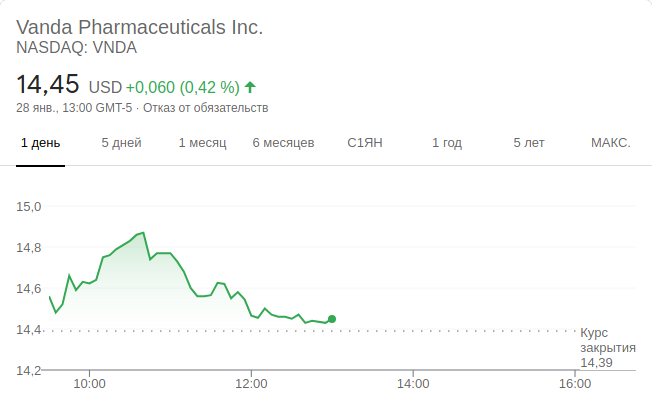 Vanda Pharmaceuticals Inc.
NASDAQ: VNDA
14,45 USD +0,060 (0,42 %)
28 янв., 13:00 GMT-5 · Отказ от обязательств
1 день 5 дней 1 месяц 6 месяцев С1ЯН 1 год 5 лет МАКС.
15,0
14,8
14,6
14,4
Курс
закрытия
14,39
14,2
10:00 12:00 14:00 16:00